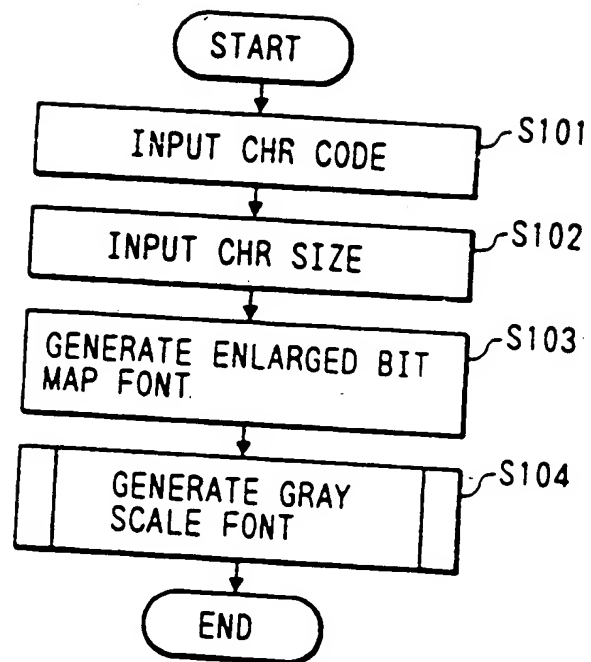 START
INPUT CHR CODE
S101
INPUT CHR SIZE
S102
GENERATE ENLARGED BIT
MAP FONT
S103
GENERATE GRAY
SCALE FONT
S104
END